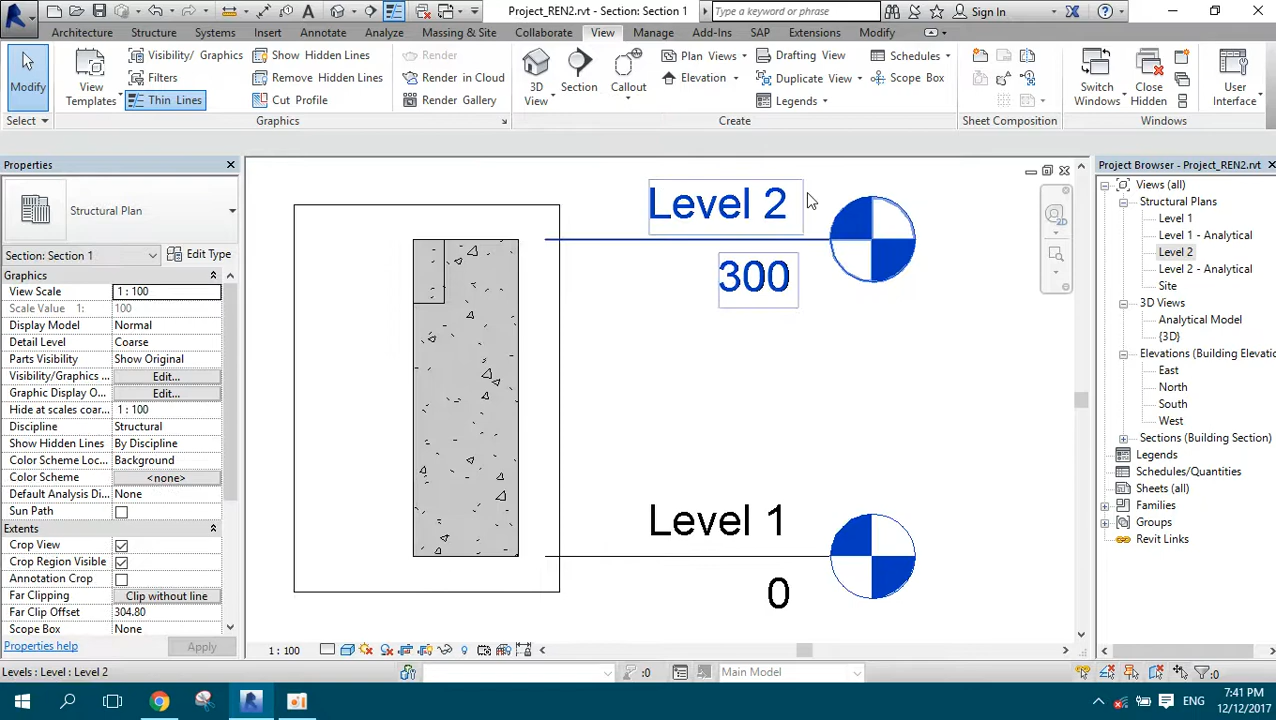 Project_REN2.rvt - Section: Section 1
Type a keyword or phrase
Sign In
Architecture Structure Systems Insert Annotate Analyze Massing & Site Collaborate View Manage Add-Ins SAP Extensions Modify
Modify
Select
View
Templates
Visibility/ Graphics
Filters
Thin Lines
Show Hidden Lines
Remove Hidden Lines
Cut Profile
Render
Render in Cloud
Render Gallery
Graphics
3D
View
Section
Callout
Plan Views
Elevation
Drafting View
Duplicate View
Legends
Schedules
Scope Box
Create
Sheet Composition
Switch
Windows
Close
Hidden
Windows
User
Interface
Properties
Structural Plan
Section: Section 1
Edit Type
Graphics
View Scale 1 : 100
Scale Value 1: 100
Display Model Normal
Detail Level Coarse
Parts Visibility Show Original
Visibility/Graphics ... Edit...
Graphic Display O... Edit...
Hide at scales coar... 1 : 100
Discipline Structural
Show Hidden Lines By Discipline
Color Scheme Loc... Background
Color Scheme <none>
Default Analysis Di... None
Sun Path
Extents
Crop View
Crop Region Visible
Annotation Crop
Far Clipping Clip without line
Far Clip Offset 304.80
Scope Box None
Properties help
Apply
Level 2
300
Level 1
0
2D
1 : 100
Project Browser - Project_REN2.rvt
Views (all)
Structural Plans
Level 1
Level 1 - Analytical
Level 2
Level 2 - Analytical
Site
3D Views
Analytical Model
{3D}
Elevations (Building Elevatio
East
North
South
West
Sections (Building Section)
Legends
Schedules/Quantities
Sheets (all)
Families
Groups
Revit Links
Levels : Level : Level 2
:0
Main Model
:0
ENG
7:41 PM
12/12/2017